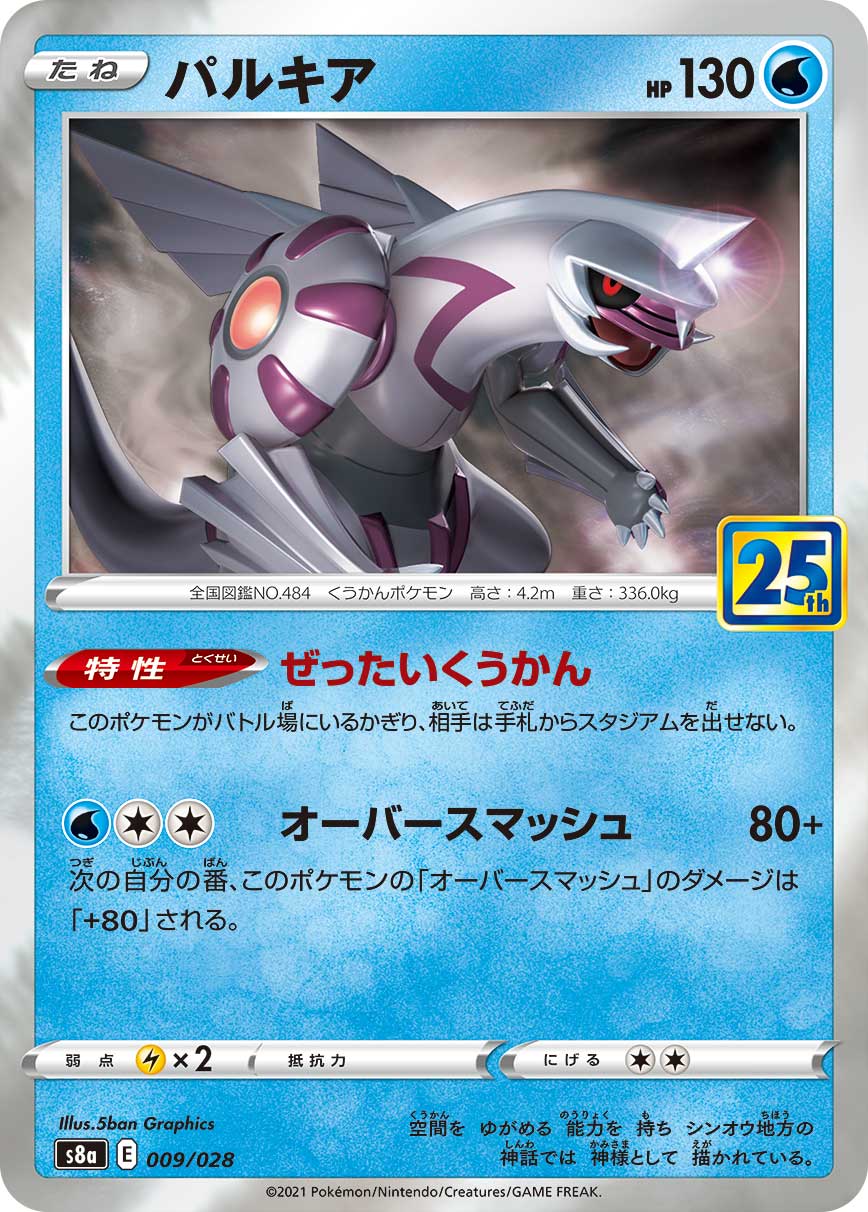 たね パルキア HP 130
25th
全国図鑑NO.484 くうかんポケモン 高さ:4.2m 重さ:336.0kg
特性 とくせい ぜったいくうかん
このポケモンがバトル場にいるかぎり、相手は手札からスタジアムを出せない。
オーバースマッシュ 80+
次の自分の番、このポケモンの「オーバースマッシュ」のダメージは
「+80」される。
弱点 ×2 抵抗力 にげる
Illus.5ban Graphics
s8a E 009/028
空間を ゆがめる 能力を 持ち シンオウ地方の
神話では 神様として 描かれている。
©2021 Pokémon/Nintendo/Creatures/GAME FREAK.